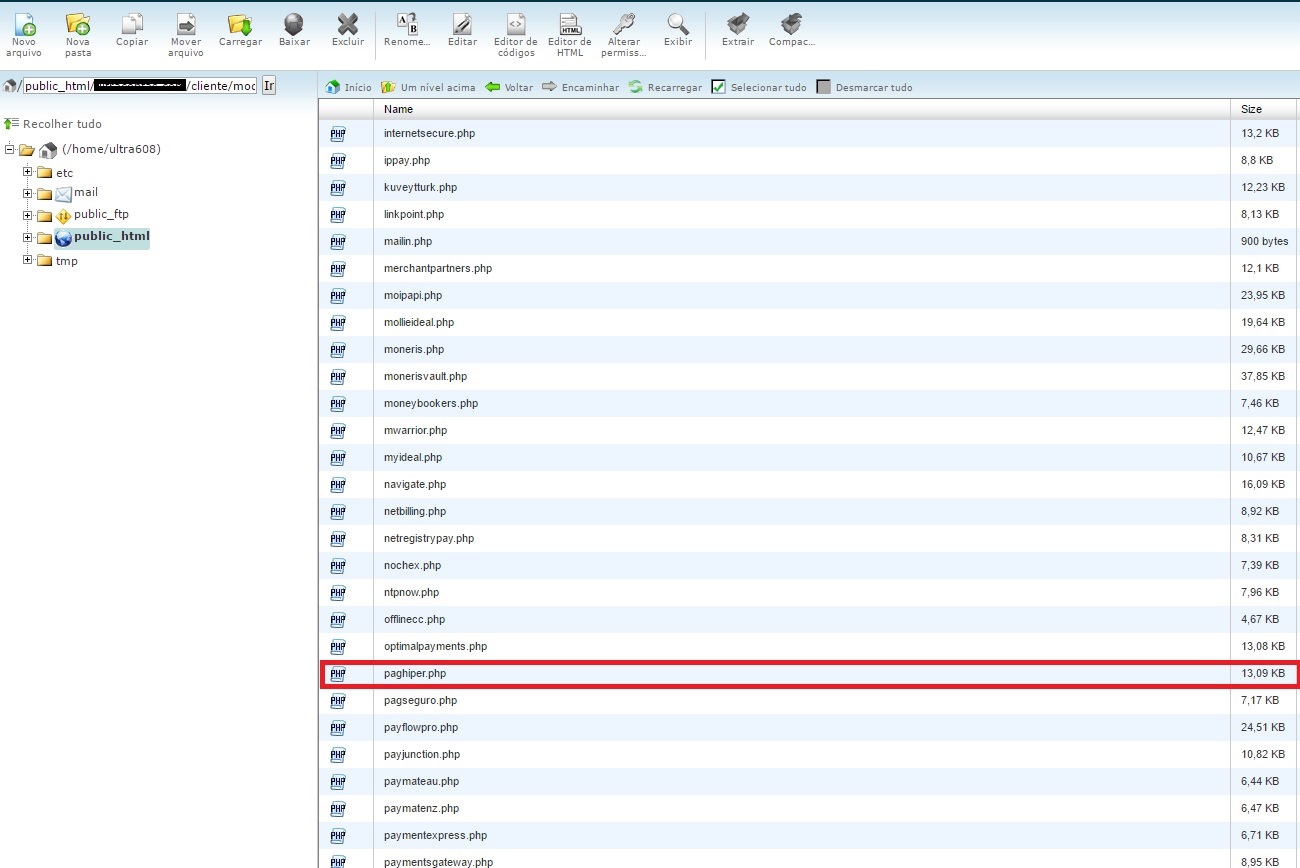 Novo arquivo
Nova pasta
Copiar
Mover arquivo
Carregar
Baixar
Excluir
Renome...
Editar
Editor de códigos
Editor de HTML
Alterar permiss...
Exibir
Extrair
Compac...
/ public_html/ /cliente/moc Ir
Início Um nível acima Voltar Encaminhar Recarregar Selecionar tudo Desmarcar tudo
Recolher tudo
(/home/ultra608)
etc
mail
public_ftp
public_html
tmp
Name Size
PHP internetsecure.php 13,2 KB
PHP ippay.php 8,8 KB
PHP kuveytturk.php 12,23 KB
PHP linkpoint.php 8,13 KB
PHP mailin.php 900 bytes
PHP merchantpartners.php 12,1 KB
PHP moipapi.php 23,95 KB
PHP mollieideal.php 19,64 KB
PHP moneris.php 29,66 KB
PHP monerisvault.php 37,85 KB
PHP moneybookers.php 7,46 KB
PHP mwarrior.php 12,47 KB
PHP myideal.php 10,67 KB
PHP navigate.php 16,09 KB
PHP netbilling.php 8,92 KB
PHP netregistrypay.php 8,31 KB
PHP nochex.php 7,39 KB
PHP ntpnow.php 7,96 KB
PHP offlinecc.php 4,67 KB
PHP optimalpayments.php 13,08 KB
PHP paghiper.php 13,09 KB
PHP pagseguro.php 7,17 KB
PHP payflowpro.php 24,51 KB
PHP payjunction.php 10,82 KB
PHP paymateau.php 6,44 KB
PHP paymatenz.php 6,47 KB
PHP paymentexpress.php 6,71 KB
PHP paymentsgateway.php 8,95 KB